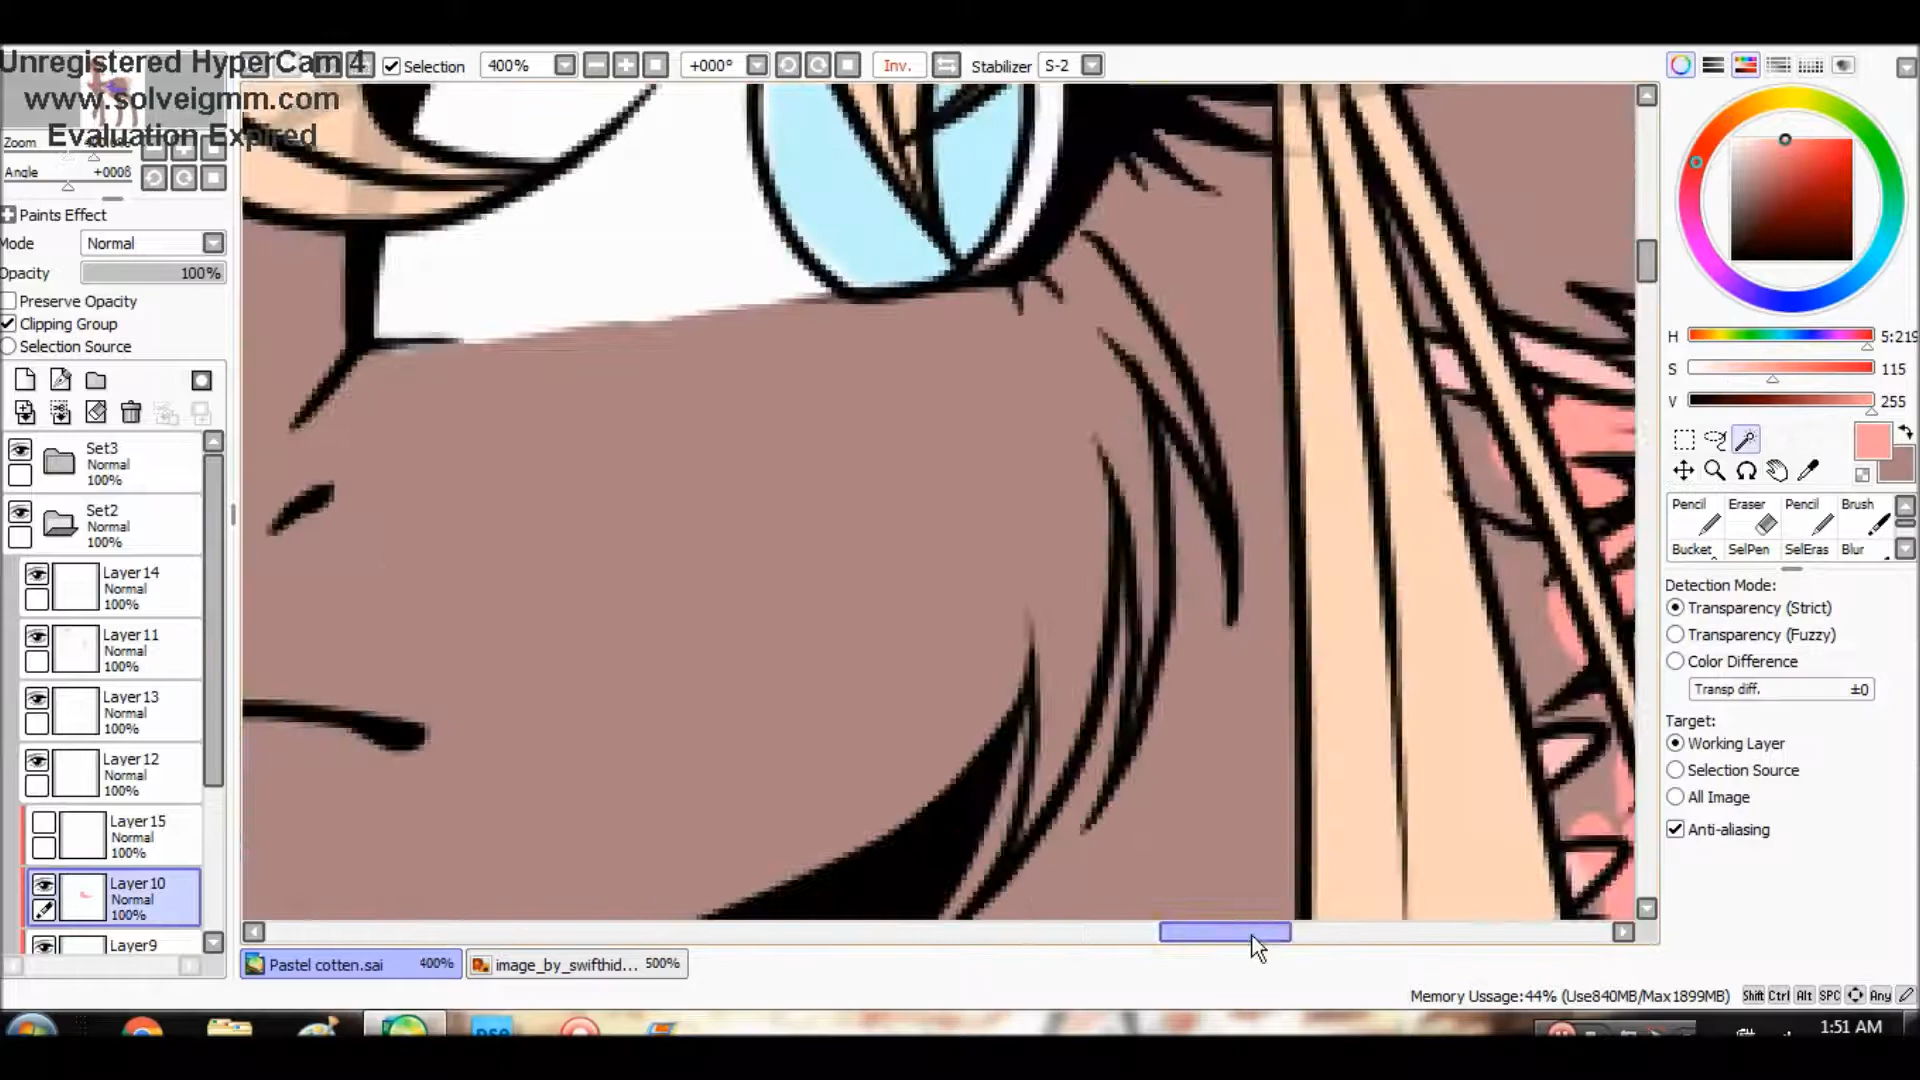 Unregistered HyperCam 4
www.solveigmm.com
Evaluation Expired
Selection 400% +000° Inv. Stabilizer S-2
Zoom
Angle +000
Paints Effect
Mode Normal
Opacity 100%
Preserve Opacity
Clipping Group
Selection Source
Set3
Normal
100%
Set2
Normal
100%
Layer14
Normal
100%
Layer11
Normal
100%
Layer13
Normal
100%
Layer12
Normal
100%
Layer15
Normal
100%
Layer10
Normal
100%
Layer9
H 5:219
S 115
V 255
Pencil Eraser Pencil Brush
Bucket SelPen SelEras Blur
Detection Mode:
Transparency (Strict)
Transparency (Fuzzy)
Color Difference
Transp diff. ±0
Target:
Working Layer
Selection Source
All Image
Anti-aliasing
Pastel cotten.sai 400% image_by_swifthid... 500%
Memory Ussage:44% (Use840MB/Max1899MB) Shift Ctrl Alt SPC Any
1:51 AM